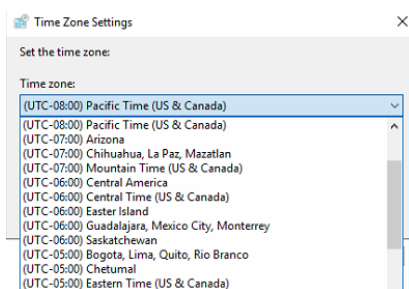 Time Zone Settings
Set the time zone:
Time zone:
(UTC-08:00) Pacific Time (US & Canada)
(UTC-08:00) Pacific Time (US & Canada)
(UTC-07:00) Arizona
(UTC-07:00) Chihuahua, La Paz, Mazatlan
(UTC-07:00) Mountain Time (US & Canada)
(UTC-06:00) Central America
(UTC-06:00) Central Time (US & Canada)
(UTC-06:00) Easter Island
(UTC-06:00) Guadalajara, Mexico City, Monterrey
(UTC-06:00) Saskatchewan
(UTC-05:00) Bogota, Lima, Quito, Rio Branco
(UTC-05:00) Chetumal
(UTC-05:00) Eastern Time (US & Canada)